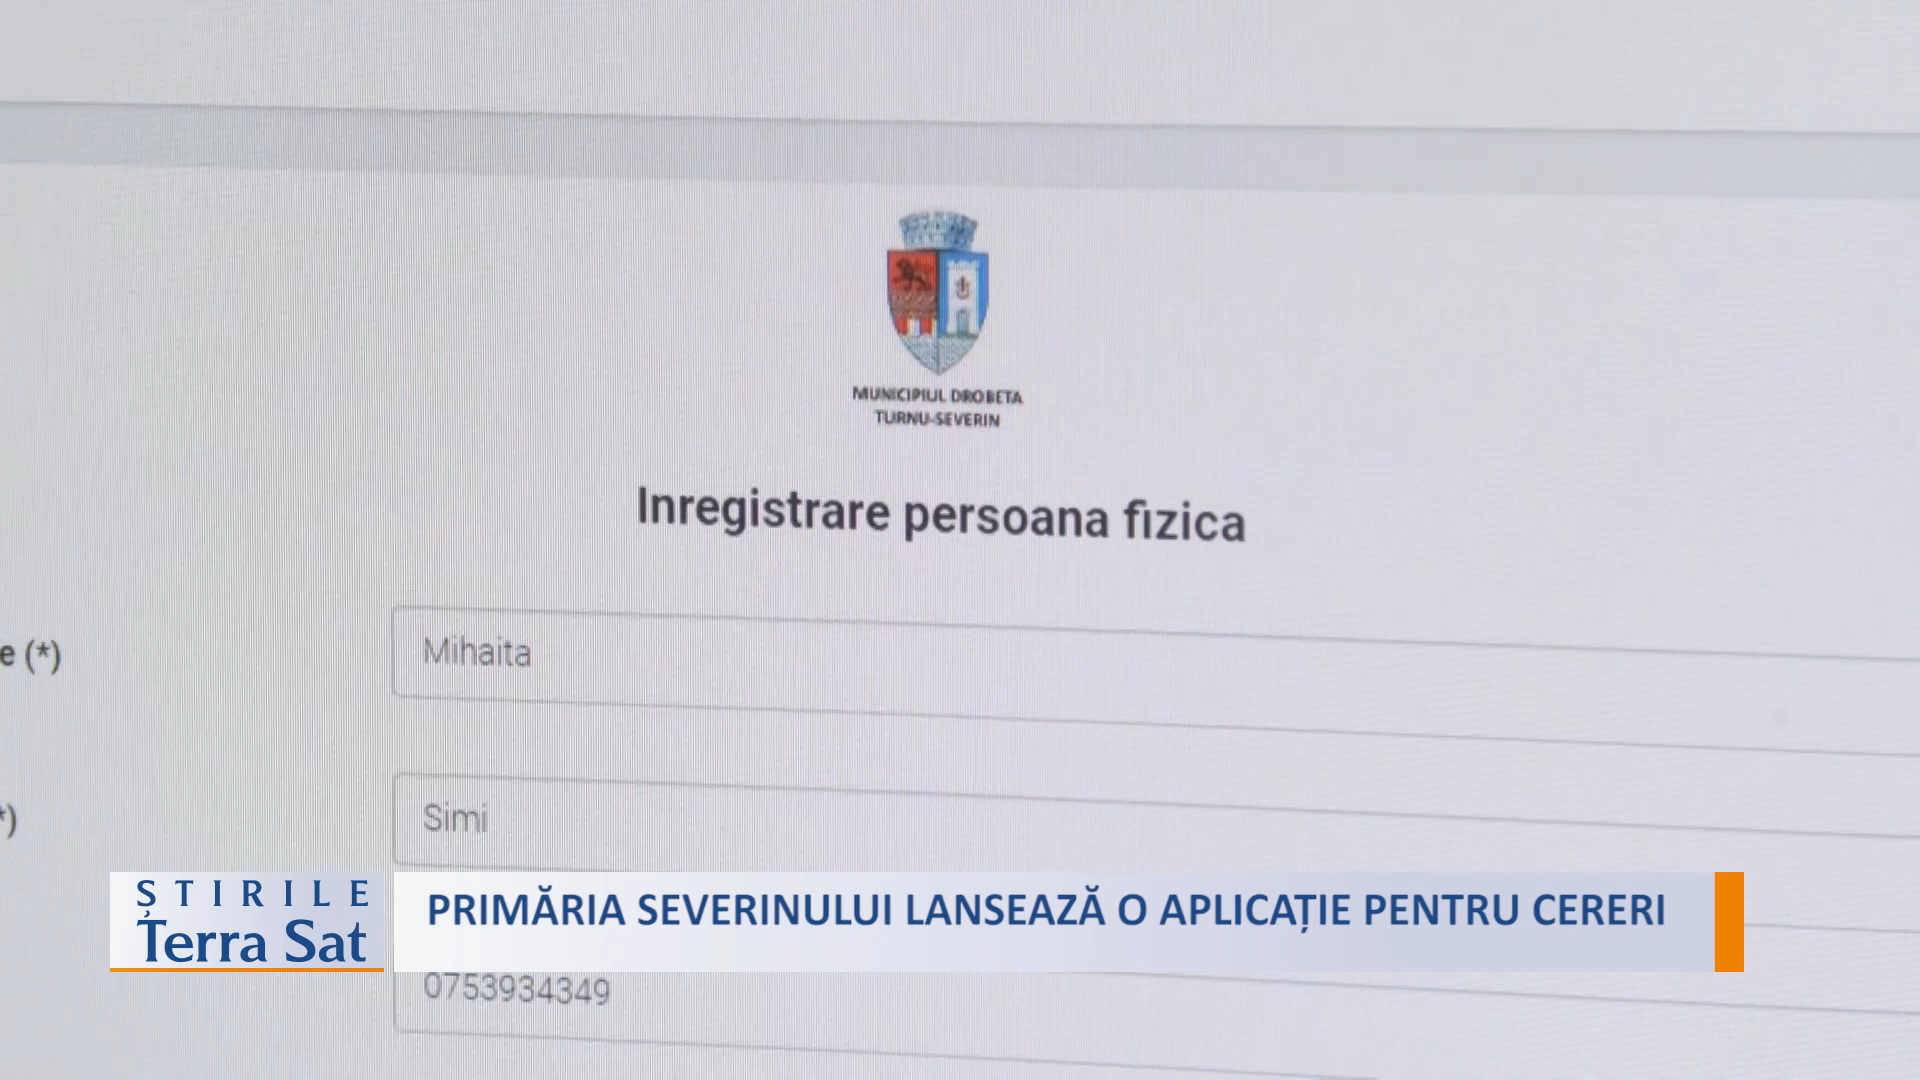 MUNICIPIUL DROBETA
TURNU-SEVERIN
Inregistrare persoana fizica
e (*)
Mihaita
*)
Simi
ȘTIRILE
Terra Sat
PRIMĂRIA SEVERINULUI LANSEAZĂ O APLICAȚIE PENTRU CERERI
0753934349